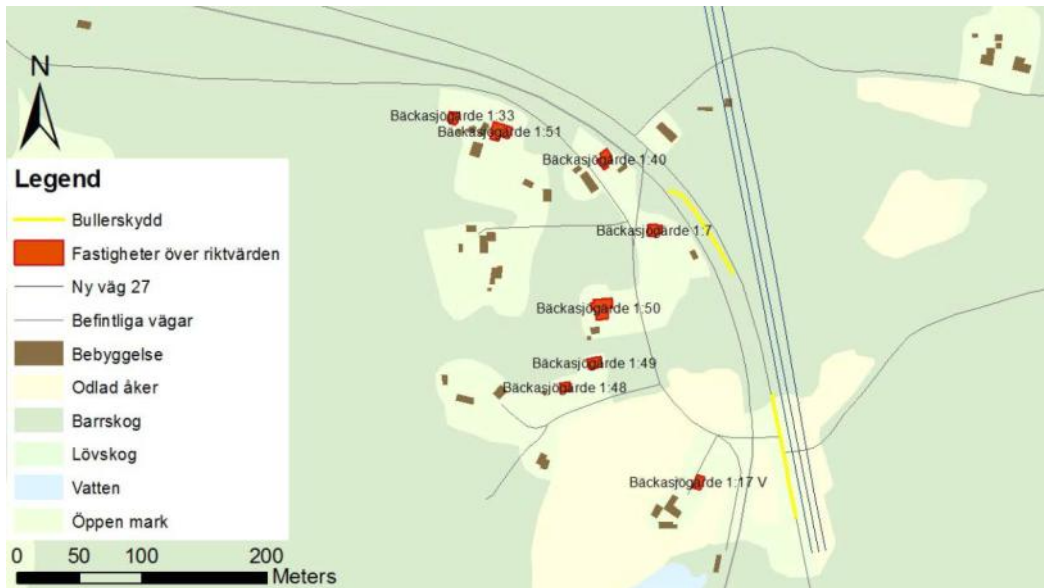 N
Legend
Bullerskydd
Fastigheter över riktvärden
Ny väg 27
Befintliga vägar
Bebyggelse
Odlad åker
Barrskog
Lövskog
Vatten
Öppen mark
0 50 100 200
Meters
Bäckasjögärde 1:33
Bäckasjögärde 1:51
Bäckasjögärde 1:40
Bäckasjögärde 1:7
Bäckasjögärde 1:50
Bäckasjögärde 1:49
Bäckasjögärde 1:48
Bäckasjögärde 1:17 V